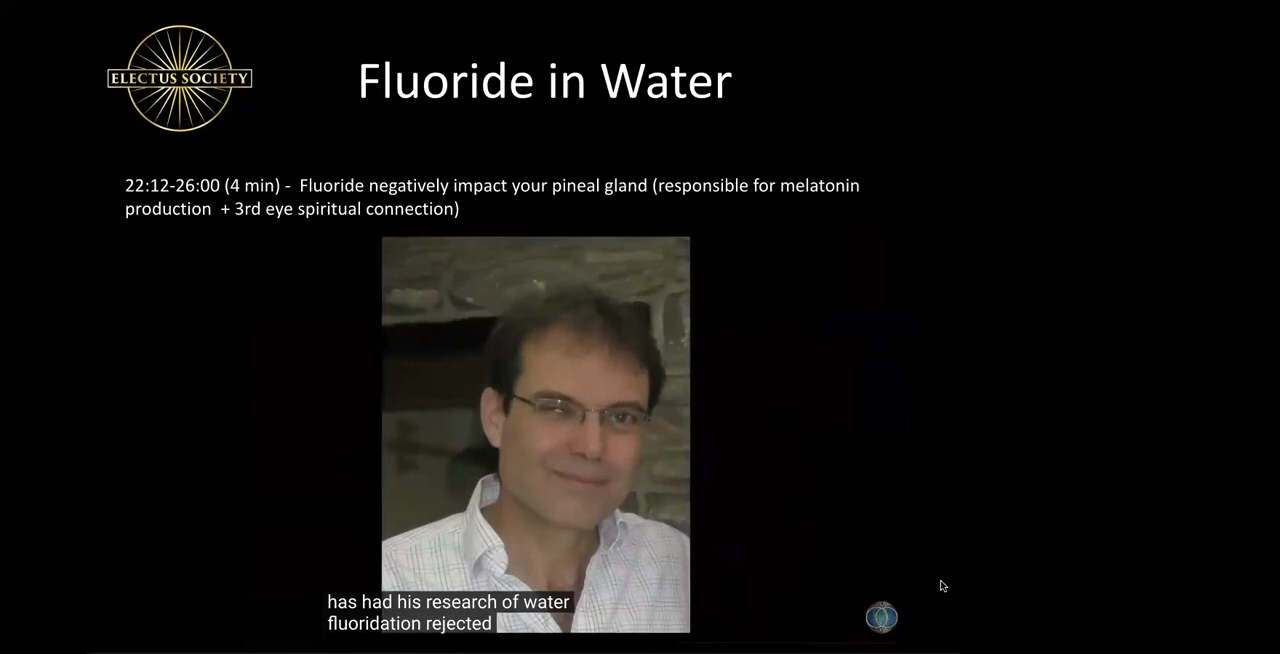 ELECTUS SOCIETY
Fluoride in Water
22:12-26:00 (4 min) -  Fluoride negatively impact your pineal gland (responsible for melatonin
production  + 3rd eye spiritual connection)
has had his research of water
fluoridation rejected